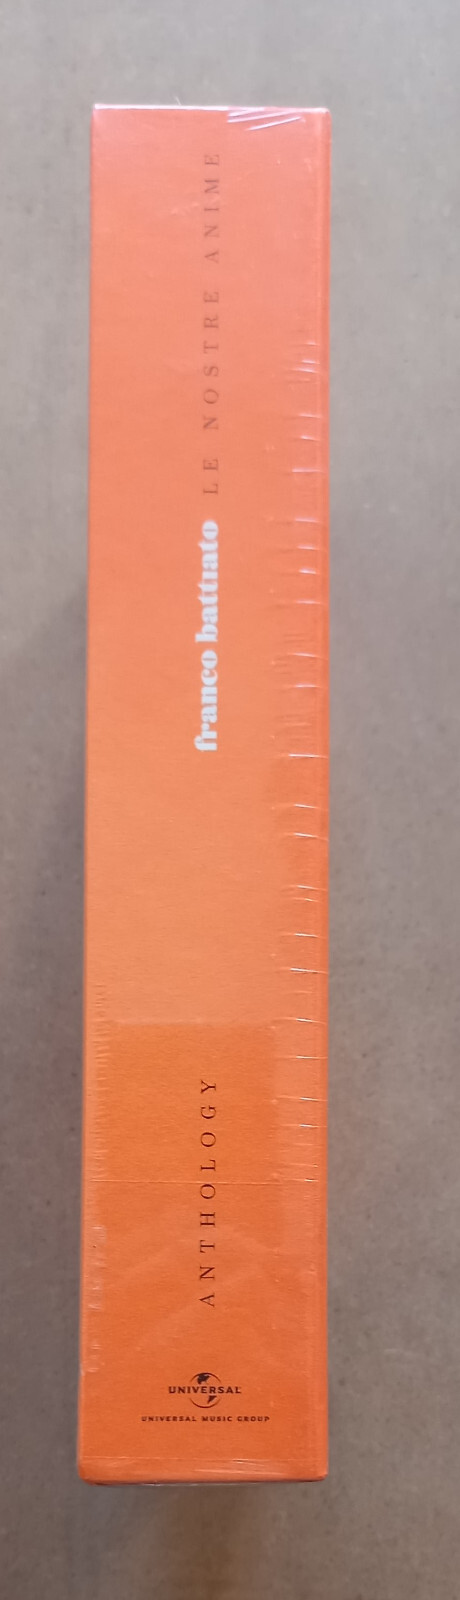 franco battiato LE NOSTRE ANIME
ANTHOLOGY
UNIVERSAL
UNIVERSAL MUSIC GROUP